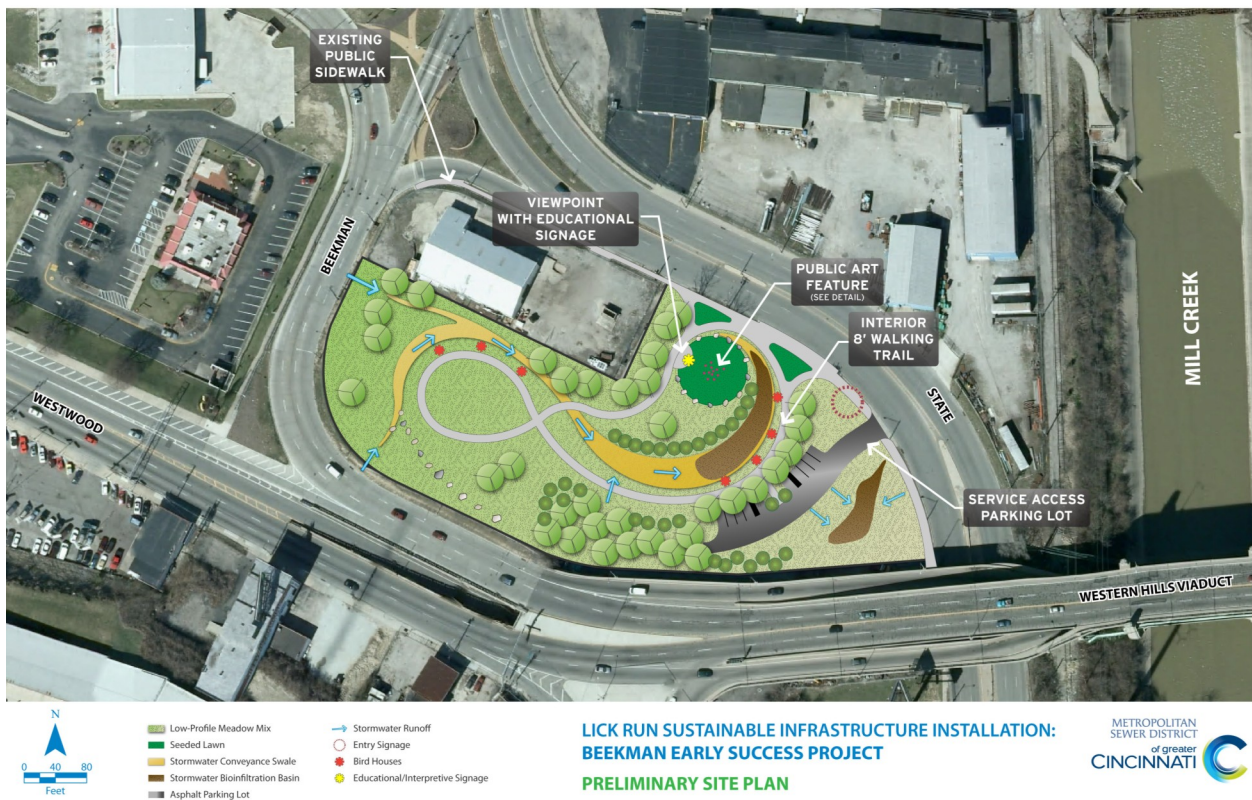 EXISTING
PUBLIC
SIDEWALK
VIEWPOINT
WITH EDUCATIONAL
SIGNAGE
BEEKMAN
PUBLIC ART
FEATURE
(SEE DETAIL)
INTERIOR
8' WALKING
TRAIL
MILL CREEK
WESTWOOD
STATE
SERVICE ACCESS
PARKING LOT
WESTERN HILLS VIADUCT
N
0 40 80
Feet
Low-Profile Meadow Mix
Seeded Lawn
Stormwater Conveyance Swale
Stormwater Bioinfiltration Basin
Asphalt Parking Lot
Stormwater Runoff
Entry Signage
Bird Houses
Educational/Interpretive Signage
LICK RUN SUSTAINABLE INFRASTRUCTURE INSTALLATION:
BEEKMAN EARLY SUCCESS PROJECT
PRELIMINARY SITE PLAN
METROPOLITAN
SEWER DISTRICT
of greater
CINCINNATI